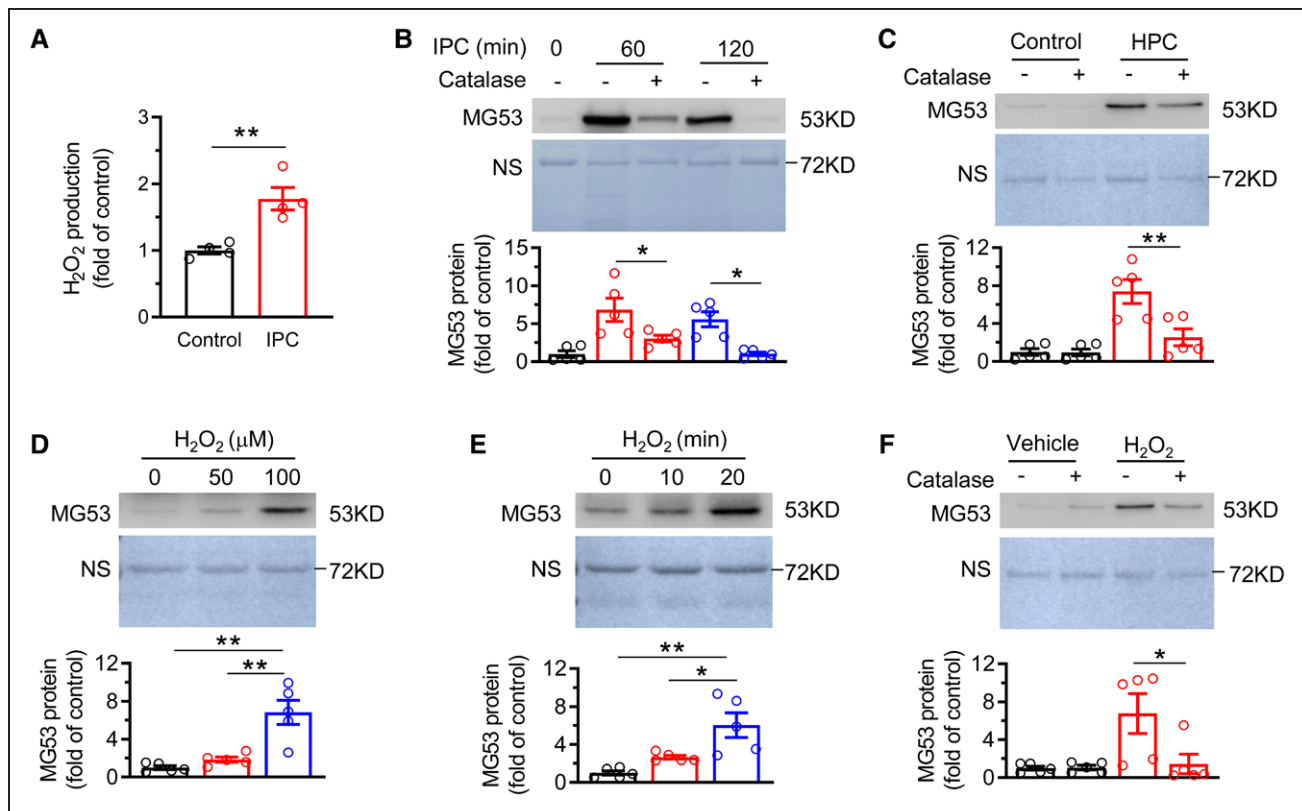 A
H2O2 production
(fold of control)
3
2
1
0
**
Control IPC
B
IPC (min) 0 60 120
Catalase - - + - +
MG53 53KD
NS 72KD
MG53 protein
(fold of control)
15
10
5
0
* *
C
Control HPC
Catalase - + - +
MG53 53KD
NS 72KD
MG53 protein
(fold of control)
12
8
4
0
**
D
H2O2 (μM)
0 50 100
MG53 53KD
NS 72KD
MG53 protein
(fold of control)
12
8
4
0
**
**
E
H2O2 (min)
0 10 20
MG53 53KD
NS 72KD
MG53 protein
(fold of control)
12
8
4
0
**
*
F
Vehicle H2O2
Catalase - + - +
MG53 53KD
NS 72KD
MG53 protein
(fold of control)
12
8
4
0
*